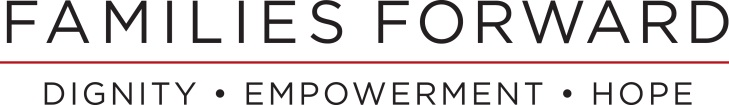 FAMILIES FORWARD
DIGNITY • EMPOWERMENT • HOPE